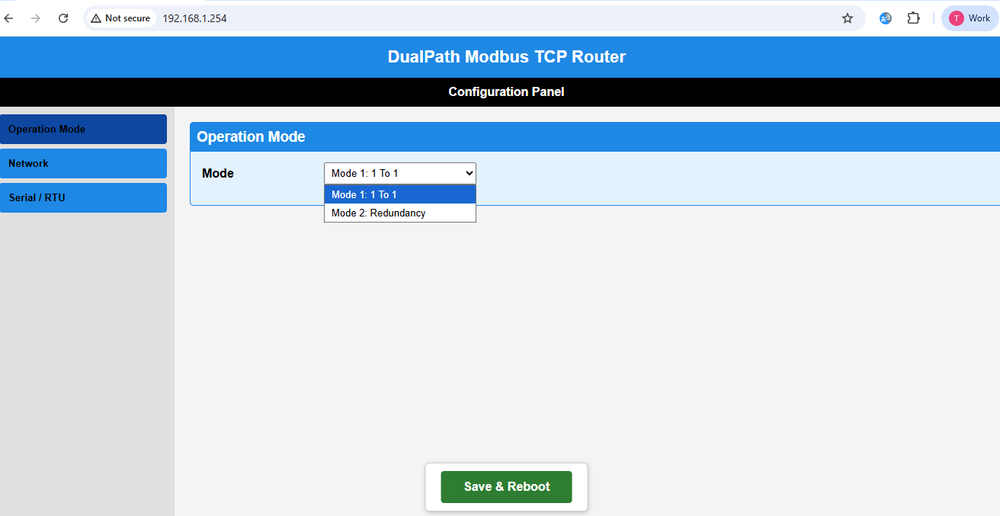 Not secure 192.168.1.254
T Work
DualPath Modbus TCP Router
Configuration Panel
Operation Mode
Network
Serial / RTU
Operation Mode
Mode
Mode 1: 1 To 1
Mode 1: 1 To 1
Mode 2: Redundancy
Save & Reboot